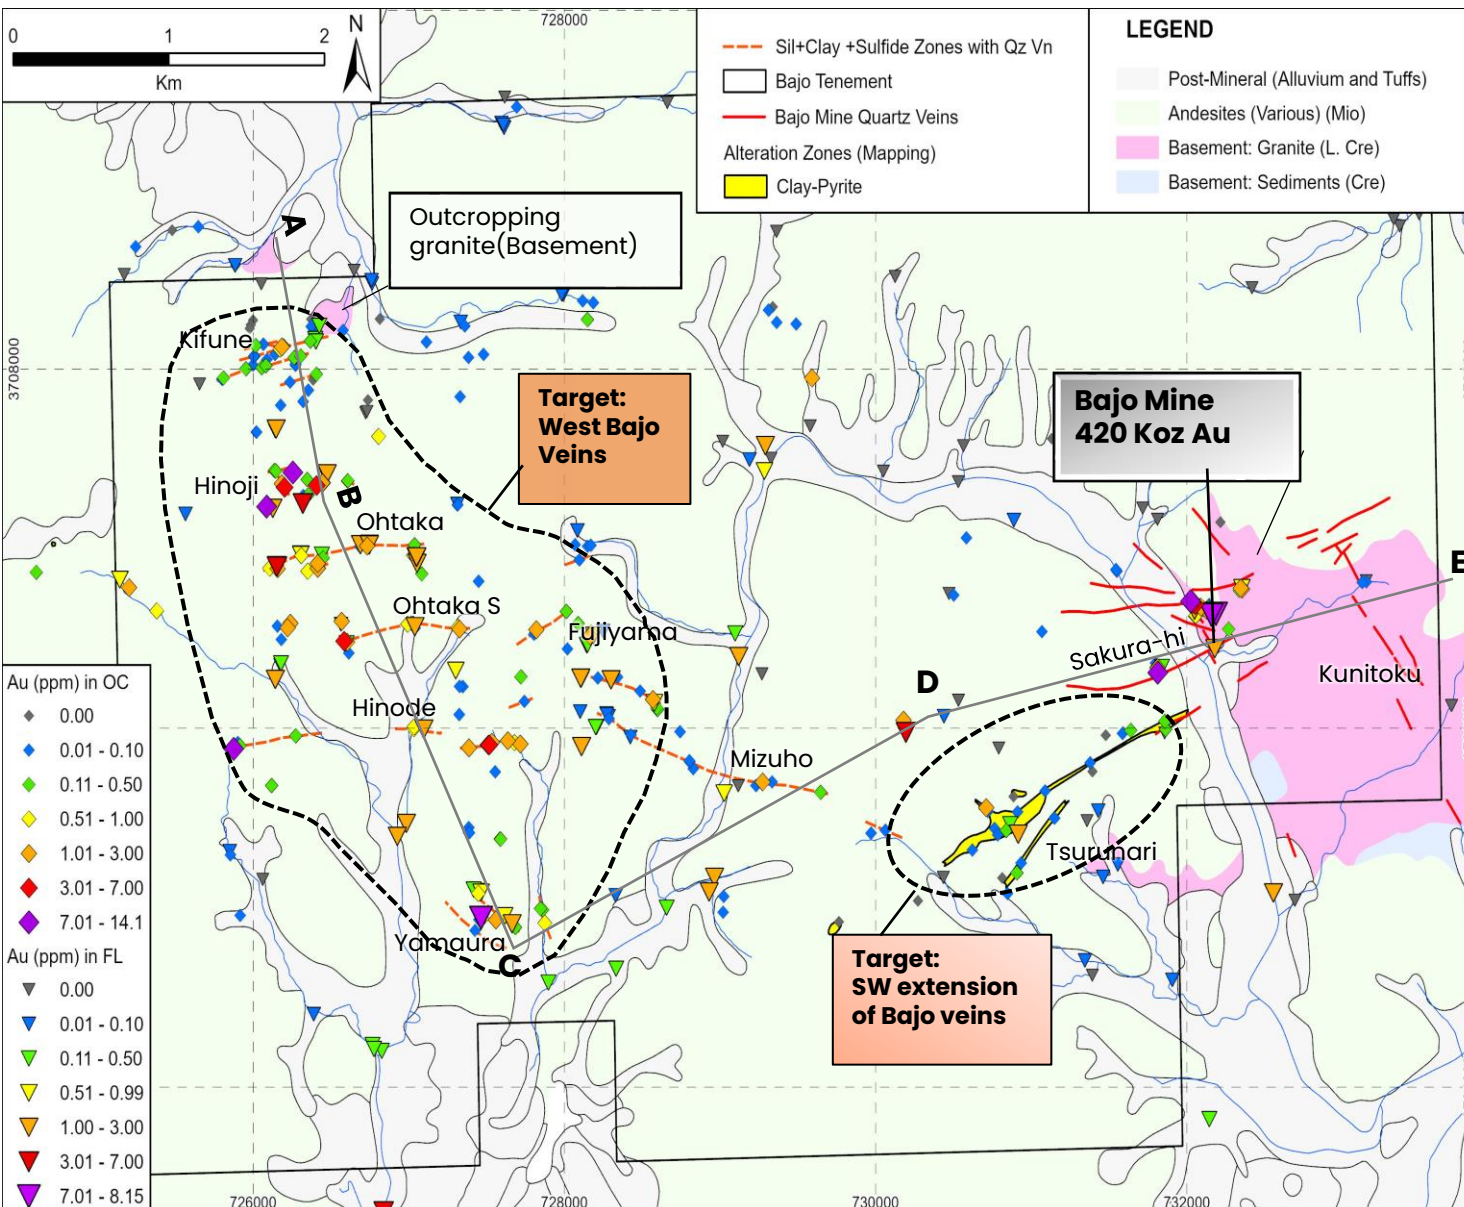 0
1
2
Km
N
728000
Sil+Clay +Sulfide Zones with Qz Vn
Bajo Tenement
Bajo Mine Quartz Veins
Alteration Zones (Mapping)
Clay-Pyrite
LEGEND
Post-Mineral (Alluvium and Tuffs)
Andesites (Various) (Mio)
Basement: Granite (L. Cre)
Basement: Sediments (Cre)
A
Outcropping
granite(Basement)
Kifune
3708000
Target:
West Bajo
Veins
Bajo Mine
420 Koz Au
Hinoji
B
Ohtaka
E
Ohtaka S
Fujiyama
Sakura-hi
Kunitoku
D
Hinode
Mizuho
Tsurunari
Yamaura
C
Target:
SW extension
of Bajo veins
Au (ppm) in OC
0.00
0.01 - 0.10
0.11 - 0.50
0.51 - 1.00
1.01 - 3.00
3.01 - 7.00
7.01 - 14.1
Au (ppm) in FL
0.00
0.01 - 0.10
0.11 - 0.50
0.51 - 0.99
1.00 - 3.00
3.01 - 7.00
7.01 - 8.15
726000
728000
730000
732000